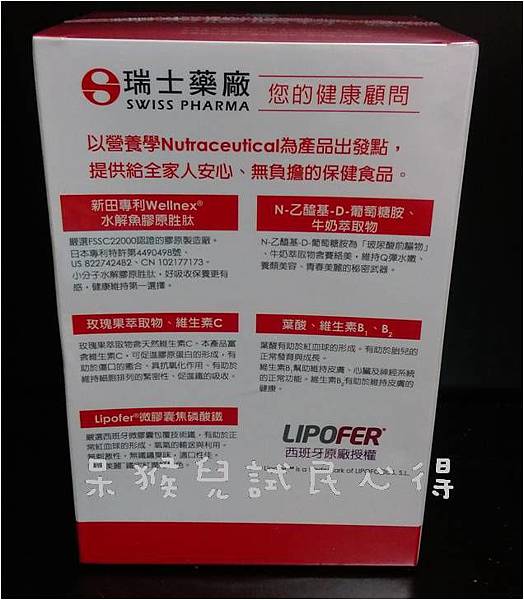 瑞士藥廠
SWISS PHARMA
您的健康顧問
以營養學Nutraceutical為產品出發點，
提供給全家人安心、無負擔的保健食品。
新田專利Wellnex®
水解魚膠原胜肽
嚴選FSSC22000認證的膠原製造廠。
日本專利許第4490498號、
US 822742482、CN 102177173。
小分子水解膠原胜肽，好吸收保養更有
感，健康維持第一選擇。
N-乙醯基-D-葡萄糖胺、
牛奶萃取物
N-乙醯基-D-葡萄糖胺為「玻尿酸前驅物」
、牛奶萃取物含賽絡美，維持Q彈水嫩、
養顏美容、青春美麗的秘密武器。
玫瑰果萃取物、維生素C
玫瑰果萃取物含天然維生素C。本產品富
含維生素C，可促進膠原蛋白的形成，有
助於傷口的癒合。具抗氧化作用、有助於
維持細胞排列的緊密性、促進鐵的吸收。
葉酸、維生素B1、B2
葉酸有助於紅血球的形成。有助於胎兒的
正常發育與成長。
維生素B1幫助維持皮膚、心臟及神經系統
的正常功能。維生素B2有助於維持皮膚的
健康。
Lipofer®微膠囊焦磷酸鐵
嚴選西班牙微膠囊包覆技術鐵，有助於正
常紅血球的形成。氧氣的輸送與利用。
無刺激性，無鐵鏽臭味，適口性佳。
LIPOFER®
西班牙原廠授權
呆猴兒試民心得